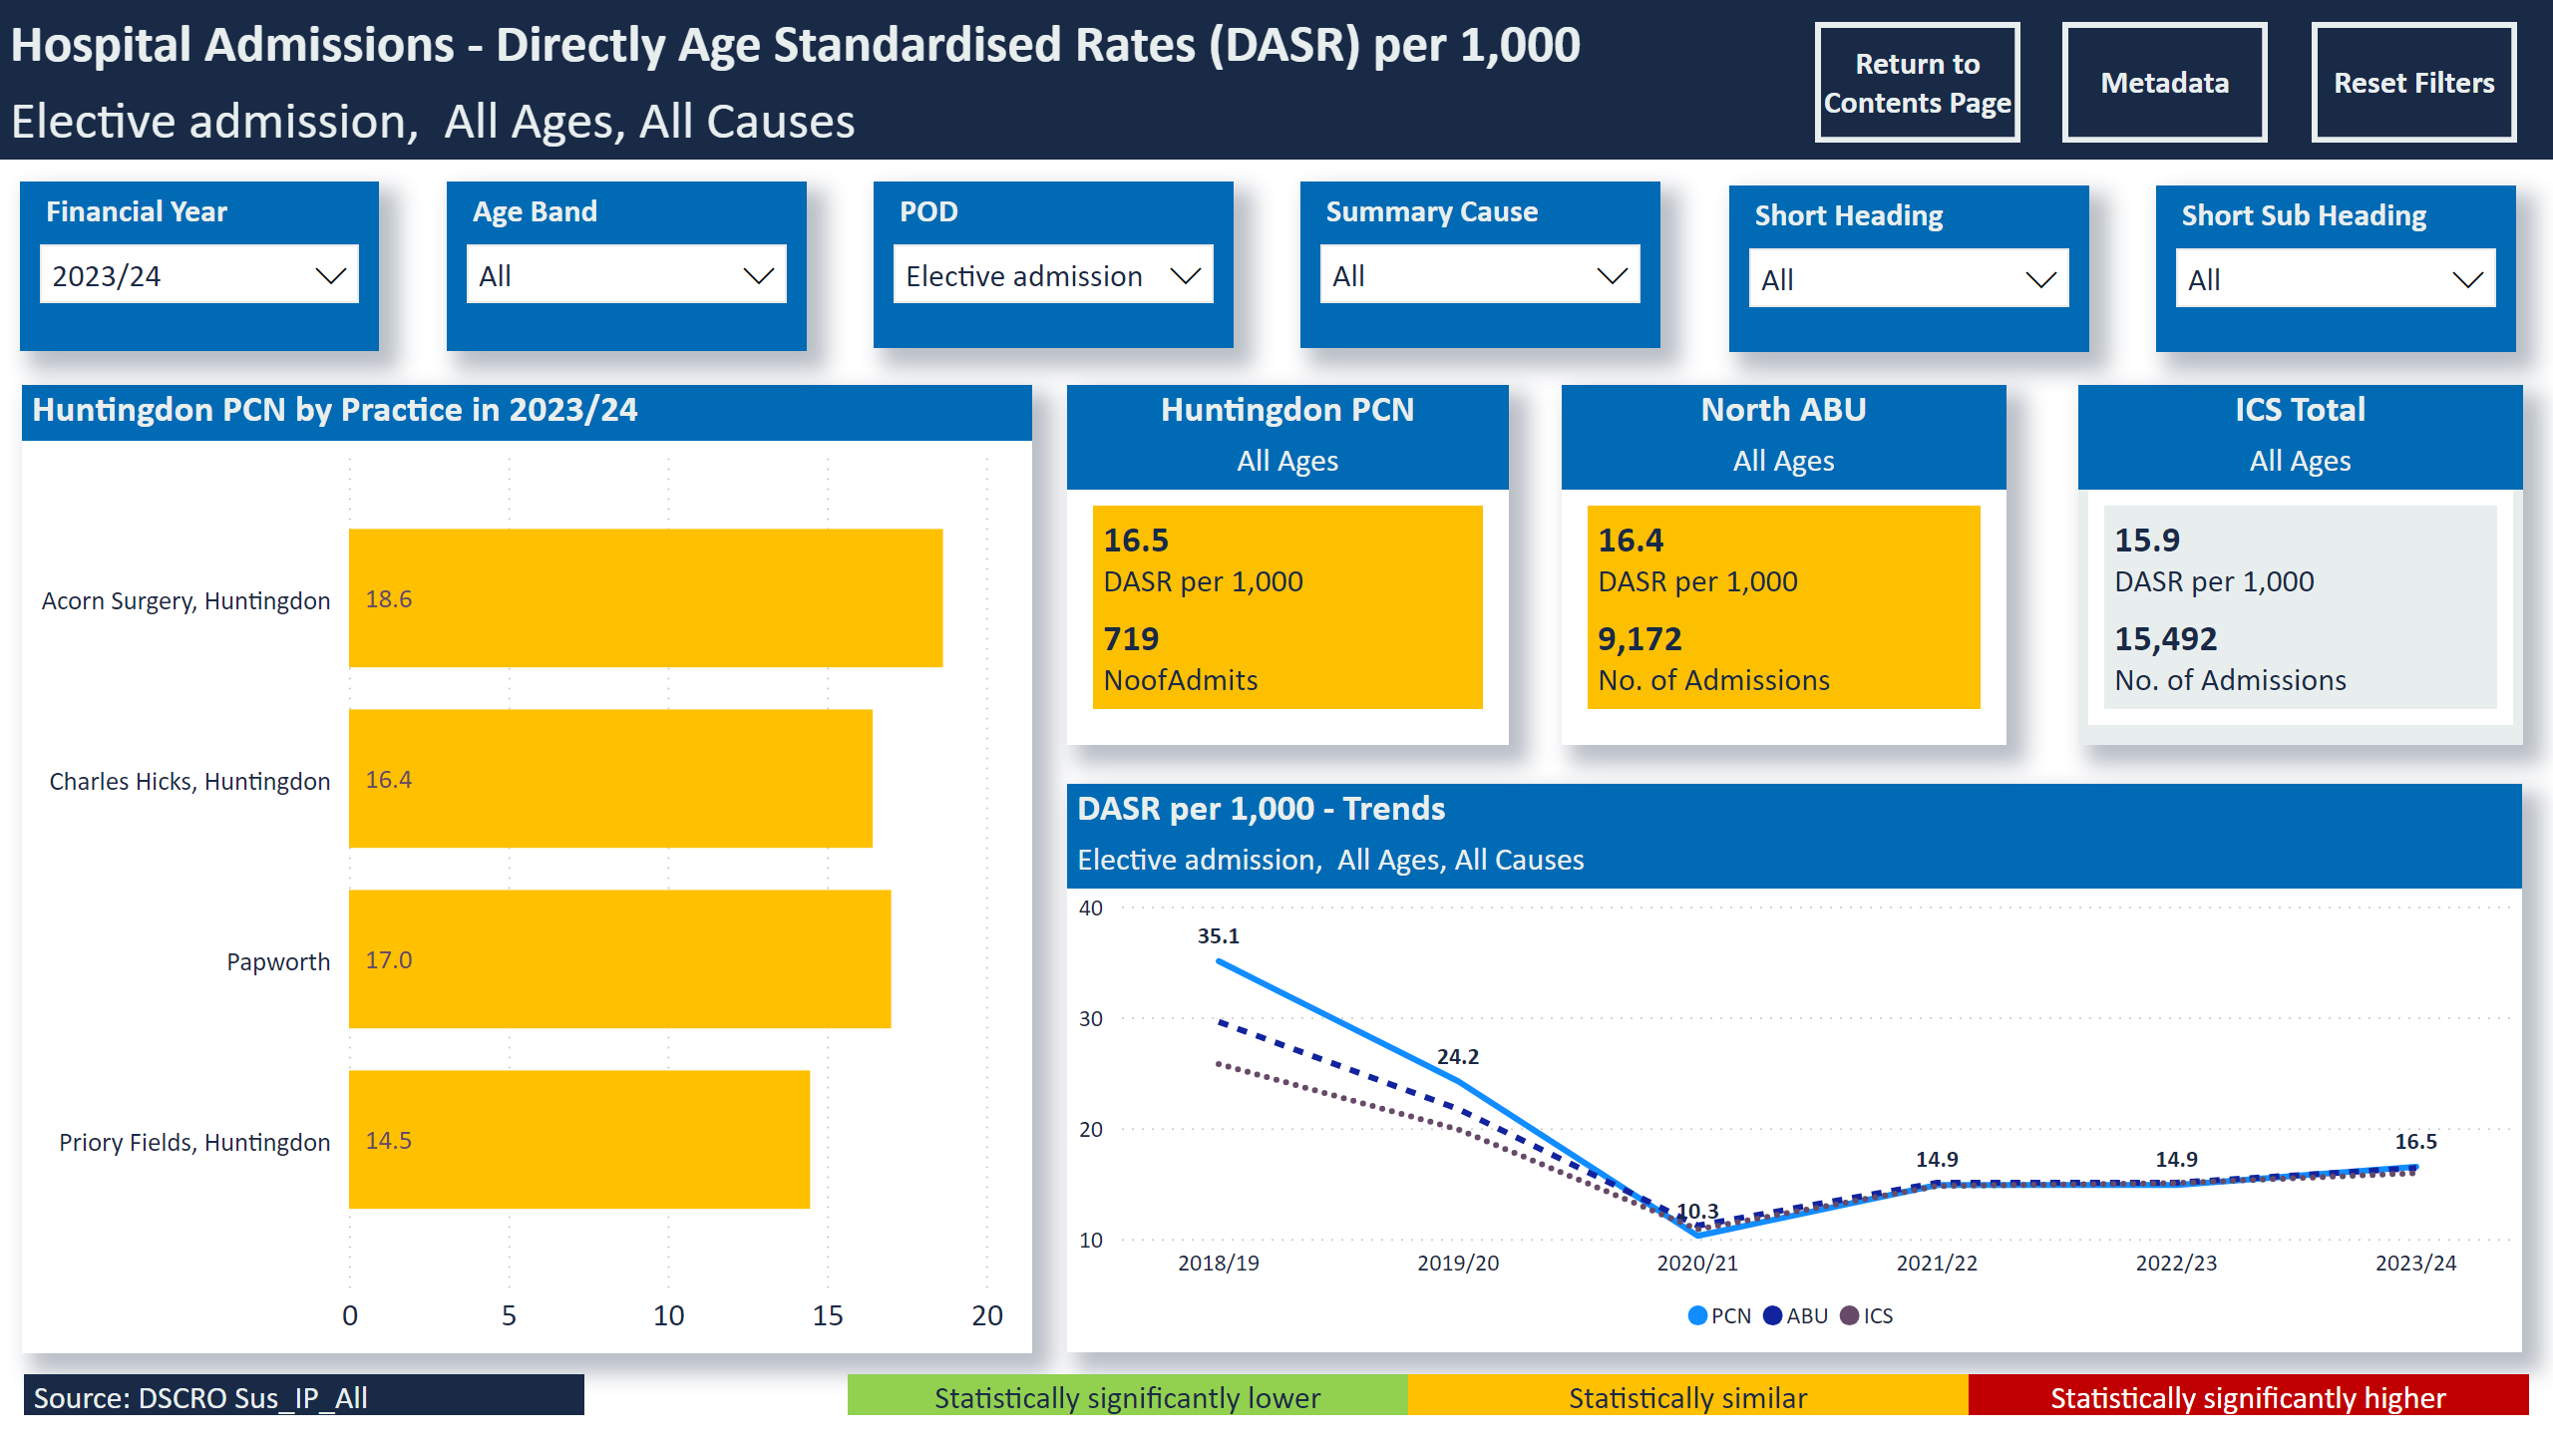 Hospital Admissions - Directly Age Standardised Rates (DASR) per 1,000
Elective admission,  All Ages, All Causes
Return to
Contents Page
Metadata
Reset Filters
Financial Year
2023/24
Age Band
All
POD
Elective admission
Summary Cause
All
Short Heading
All
Short Sub Heading
All
Huntingdon PCN by Practice in 2023/24
Acorn Surgery, Huntingdon
18.6
Charles Hicks, Huntingdon
16.4
Papworth
17.0
Priory Fields, Huntingdon
14.5
0 5 10 15 20
Huntingdon PCN
All Ages
16.5
DASR per 1,000
719
NoofAdmits
North ABU
All Ages
16.4
DASR per 1,000
9,172
No. of Admissions
ICS Total
All Ages
15.9
DASR per 1,000
15,492
No. of Admissions
DASR per 1,000 - Trends
Elective admission,  All Ages, All Causes
40
30
20
10
35.1
24.2
10.3
14.9
14.9
16.5
2018/19 2019/20 2020/21 2021/22 2022/23 2023/24
PCN ABU ICS
Source: DSCRO Sus_IP_All
Statistically significantly lower
Statistically similar
Statistically significantly higher